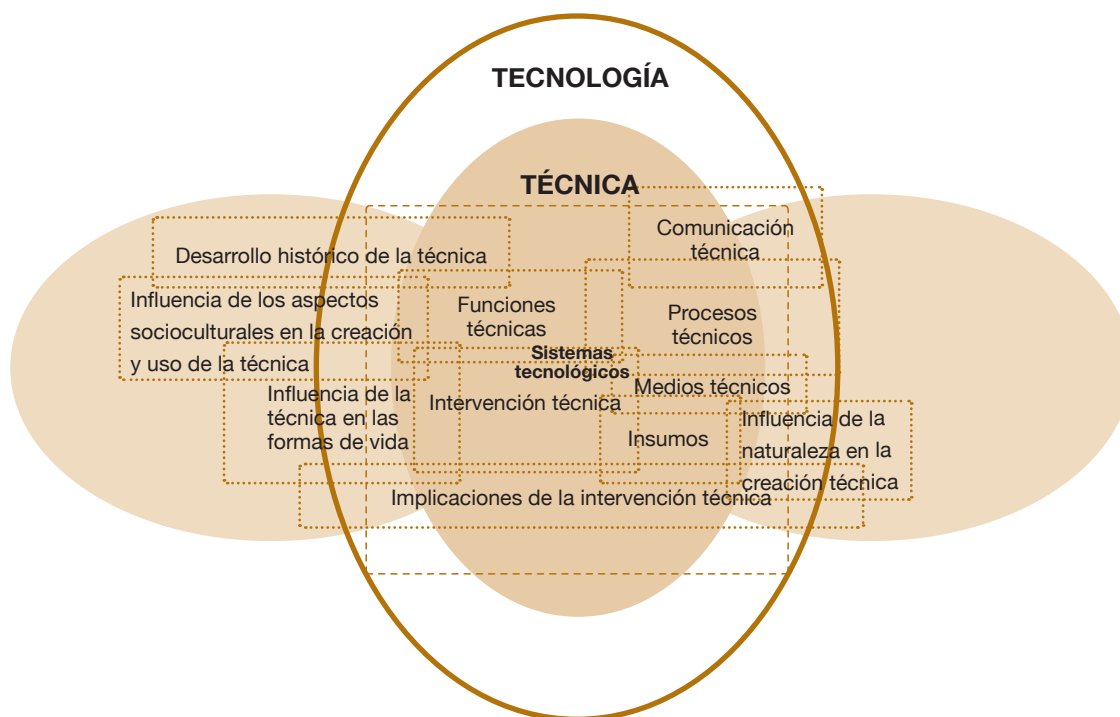 TECNOLOGÍA
TÉCNICA
Desarrollo histórico de la técnica
Comunicación
técnica
Influencia de los aspectos
socioculturales en la creación
y uso de la técnica
Funciones
técnicas
Procesos
técnicos
Sistemas
tecnológicos
Medios técnicos
Influencia de la
técnica en las
formas de vida
Intervención técnica
Insumos
Influencia de la
naturaleza en la
creación técnica
Implicaciones de la intervención técnica